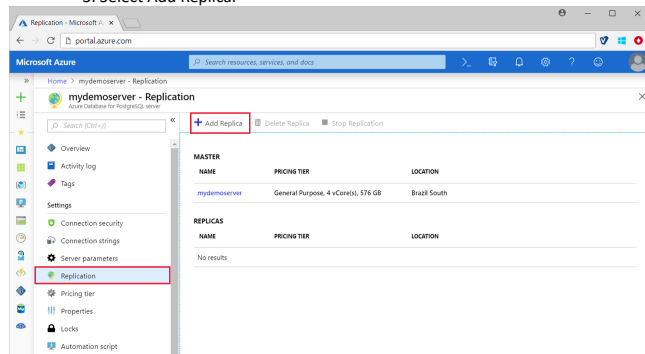 3. Select Add Replica.
Replication - Microsoft A
portal.azure.com
Microsoft Azure
Search resources, services, and docs
Home > mydemoserver - Replication
mydemoserver - Replication
Azure Database for PostgreSQL server
Search (Ctrl+/)
Add Replica Delete Replica Stop Replication
Overview
Activity log
Tags
Settings
Connection security
Connection strings
Server parameters
Replication
Pricing tier
Properties
Locks
Automation script
MASTER
NAME PRICING TIER LOCATION
mydemoserver General Purpose, 4 vCore(s), 576 GB Brazil South
REPLICAS
NAME PRICING TIER LOCATION
No results